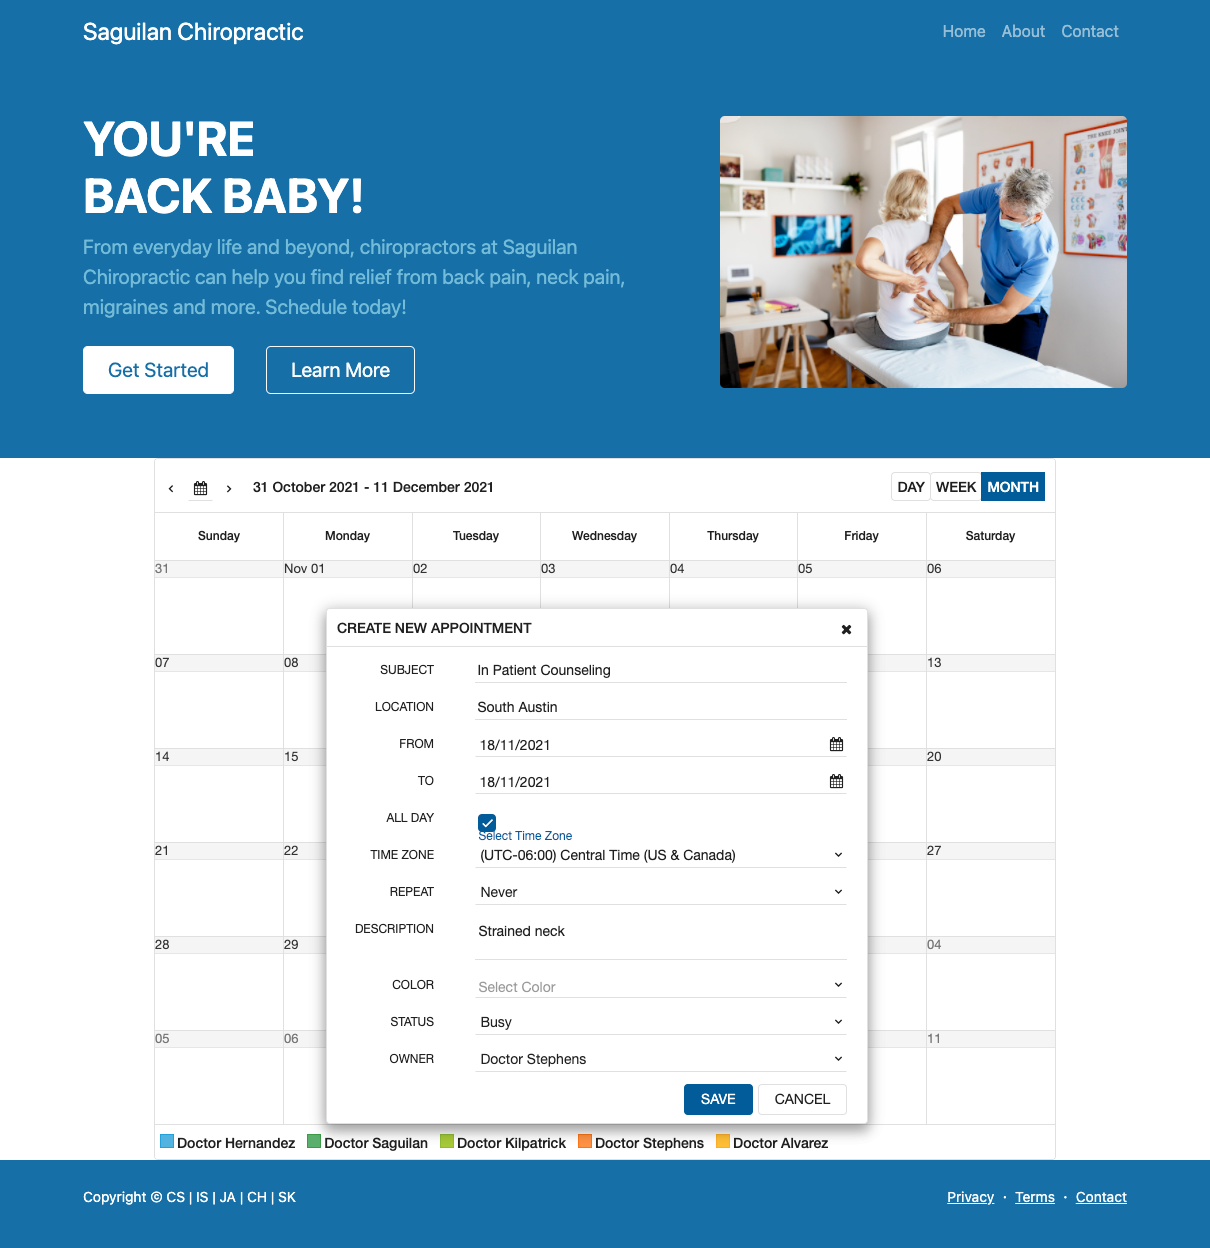 Saguilan Chiropractic
Home About Contact
YOU'RE
BACK BABY!
From everyday life and beyond, chiropractors at Saguilan
Chiropractic can help you find relief from back pain, neck pain,
migraines and more. Schedule today!
Get Started Learn More
THE KNEE JOINT
31 October 2021 - 11 December 2021
DAY WEEK MONTH
Sunday Monday Tuesday Wednesday Thursday Friday Saturday
31 Nov 01 02 03 04 05 06
CREATE NEW APPOINTMENT
07 08 13
SUBJECT In Patient Counseling
LOCATION South Austin
FROM 18/11/2021
14 15 20
TO 18/11/2021
ALL DAY
Select Time Zone
21 22 27
TIME ZONE (UTC-06:00) Central Time (US & Canada)
REPEAT Never
DESCRIPTION Strained neck
28 29 04
COLOR Select Color
STATUS Busy
05 06 11
OWNER Doctor Stephens
SAVE CANCEL
Doctor Hernandez Doctor Saguilan Doctor Kilpatrick Doctor Stephens Doctor Alvarez
Copyright © CS | IS | JA | CH | SK
Privacy · Terms · Contact